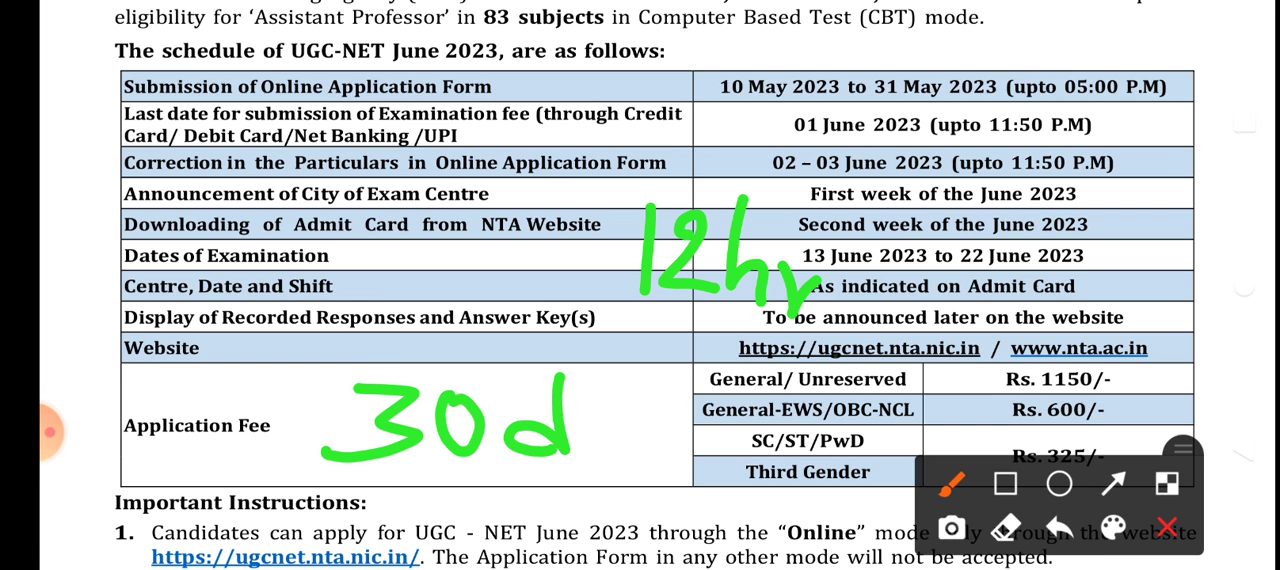 eligibility for ‘Assistant Professor’ in 83 subjects in Computer Based Test (CBT) mode.
The schedule of UGC-NET June 2023, are as follows:
Submission of Online Application Form 10 May 2023 to 31 May 2023 (upto 05:00 P.M)
Last date for submission of Examination fee (through Credit
Card/ Debit Card/Net Banking /UPI 01 June 2023 (upto 11:50 P.M)
Correction in the Particulars in Online Application Form 02 – 03 June 2023 (upto 11:50 P.M)
Announcement of City of Exam Centre First week of the June 2023
Downloading of Admit Card from NTA Website Second week of the June 2023
12hr
Dates of Examination 13 June 2023 to 22 June 2023
Centre, Date and Shift As indicated on Admit Card
Display of Recorded Responses and Answer Key(s) To be announced later on the website
Website https://ugcnet.nta.nic.in / www.nta.ac.in
Application Fee
30d
General/ Unreserved Rs. 1150/-
General-EWS/OBC-NCL Rs. 600/-
SC/ST/PwD
Third Gender Rs. 325/-
Important Instructions:
1. Candidates can apply for UGC - NET June 2023 through the “Online” mode through the website
https://ugcnet.nta.nic.in/. The Application Form in any other mode will not be accepted.